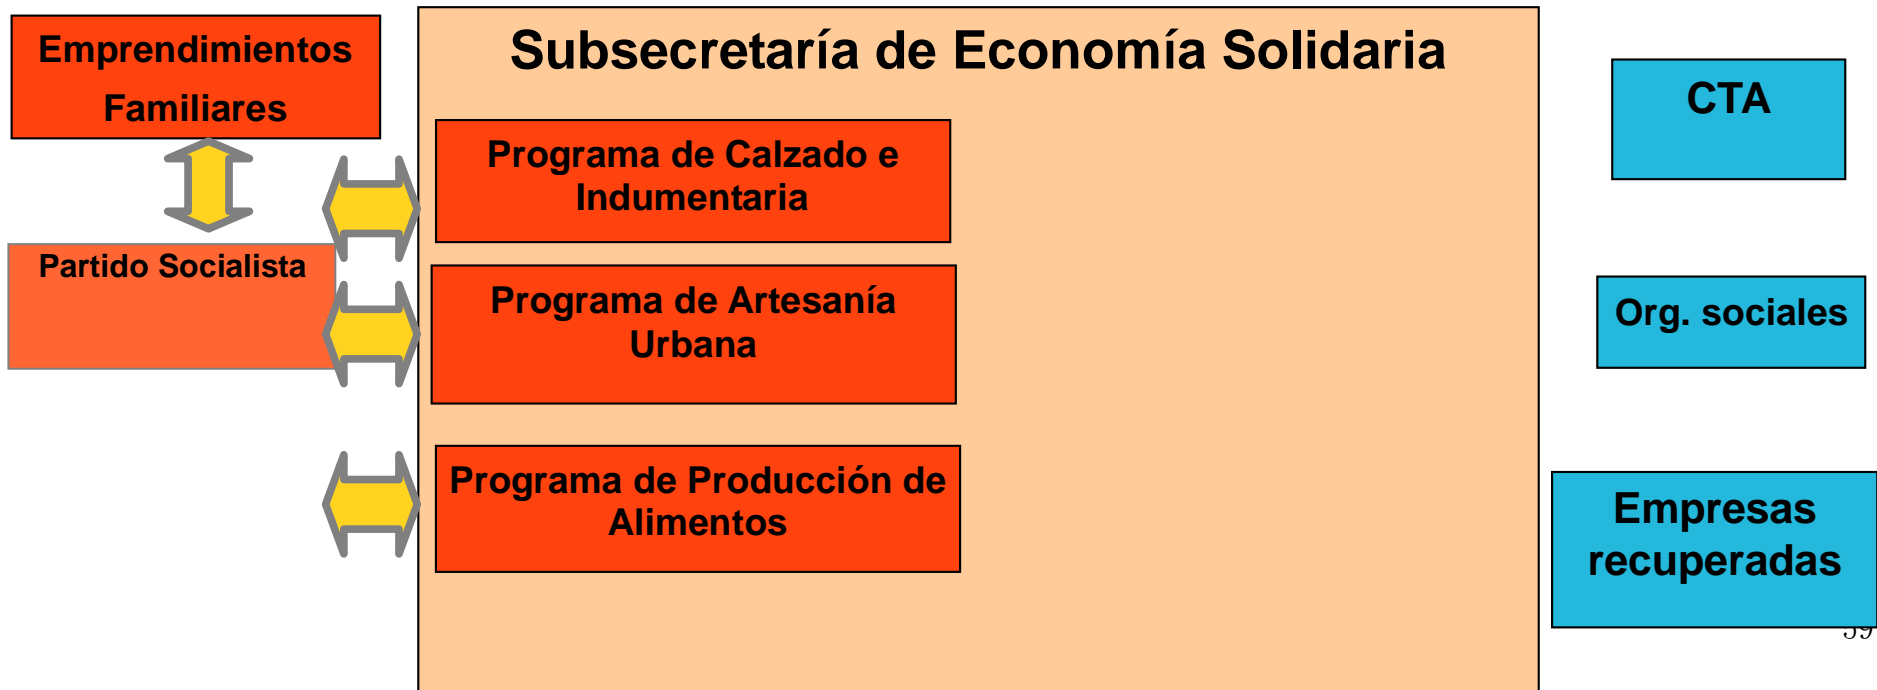 Emprendimientos
Familiares
Partido Socialista
Subsecretaría de Economía Solidaria
Programa de Calzado e
Indumentaria
Programa de Artesanía
Urbana
Programa de Producción de
Alimentos
CTA
Org. sociales
Empresas
recuperadas
59